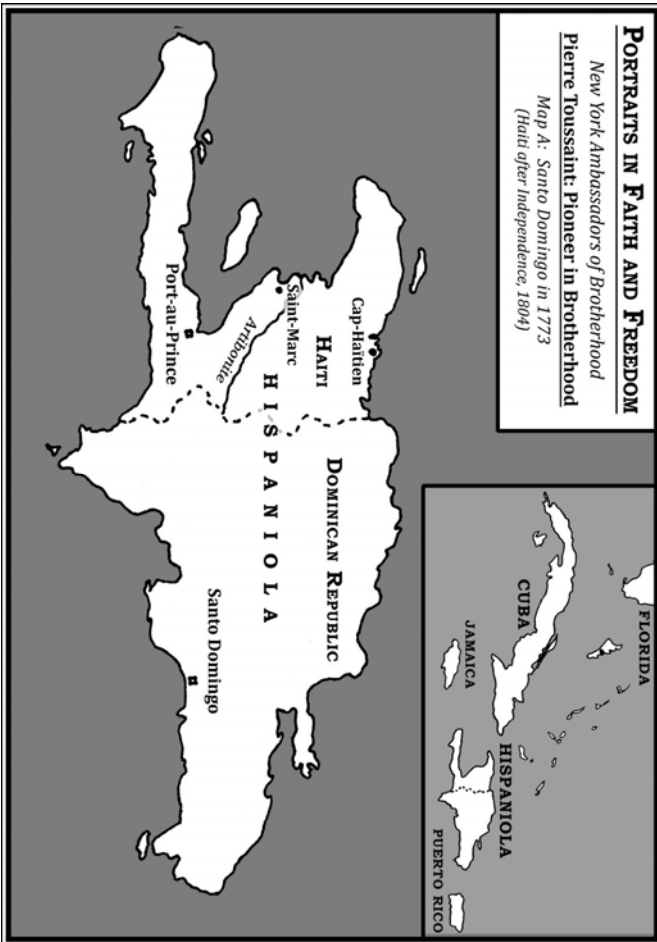 PORTRAITS IN FAITH AND FREEDOM
New York Ambassadors of Brotherhood
Pierre Toussaint: Pioneer in Brotherhood
Map A: Santo Domingo in 1773
(Haiti after Independence, 1804)
FLORIDA
CUBA
JAMAICA
HISPANIOLA
PUERTO RICO
Cap-Haïtien
HAITI
Saint-Marc
Artibonite
Port-au-Prince
HISPANIOLA
DOMINICAN REPUBLIC
Santo Domingo